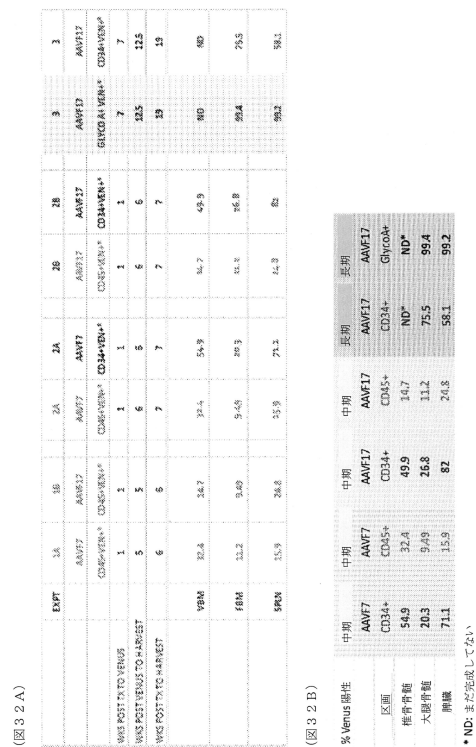 (図32A)
EXPT 1A 1B 2A 2A 2B 2B 3 3
AAVF7 AAVF17 AAVF7 AAVF7 AAVF17 AAVF17 AAVF17 AAVF17
CD45+VEN+* CD45+VEN+* CD45+VEN+* CD34+VEN+* CD45+VEN+* CD34+VEN+* GLYCO A+ VEN+* CD34+VEN+*
WKS POST TX TO VENUS 1 1 1 1 1 1 7 7
WKS POST VENUS TO HARVEST 5 5 6 6 6 6 12.5 12.5
WKS POST TX TO HARVEST 6 6 7 7 7 7 19 19
VBM 32.4 14.7 32.4 54.9 14.7 49.9 ND ND
FBM 11.2 9.49 9.49 20.3 11.2 26.8 99.4 75.5
SPLN 15.9 24.8 15.9 71.1 24.8 82 99.2 58.1
(図32B)
% Venus 陽性 中期 中期 中期 中期 長期 長期
AAVF7 AAVF7 AAVF17 AAVF17 AAVF17 AAVF17
区画 CD34+ CD45+ CD34+ CD45+ CD34+ GlycoA+
椎骨骨髄 54.9 32.4 49.9 14.7 ND* ND*
大腿骨髄 20.3 9.49 26.8 11.2 75.5 99.4
脾臓 71.1 15.9 82 24.8 58.1 99.2
*ND: まだ完成してない